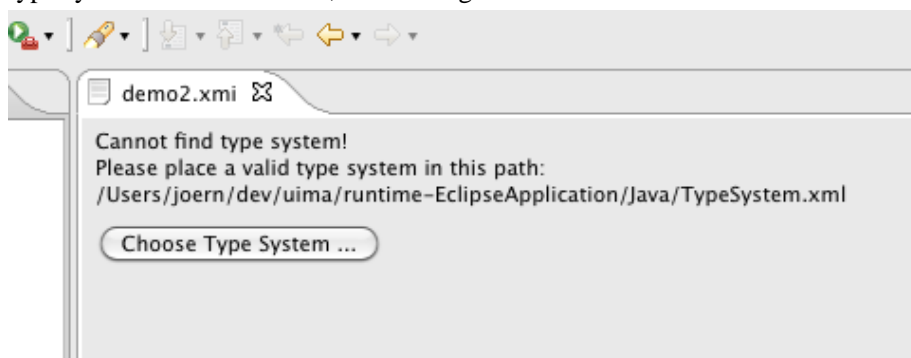 demo2.xmi
Cannot find type system!
Please place a valid type system in this path:
/Users/joern/dev/uima/runtime-EclipseApplication/Java/TypeSystem.xml
Choose Type System ...